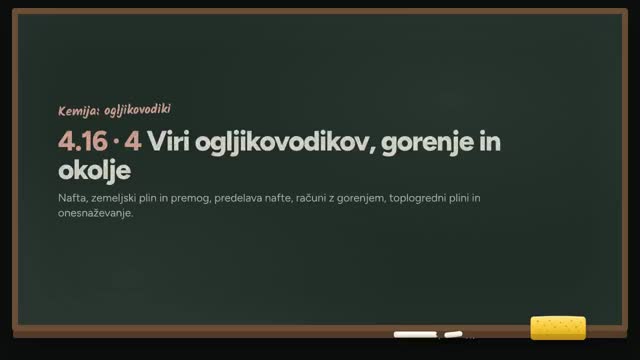 Kemija: ogljikovodiki
4.16 · 4 Viri ogljikovodikov, gorenje in
okolje
Nafta, zemeljski plin in premog, predelava nafte, računi z gorenjem, toplogredni plini in
onesnaževanje.